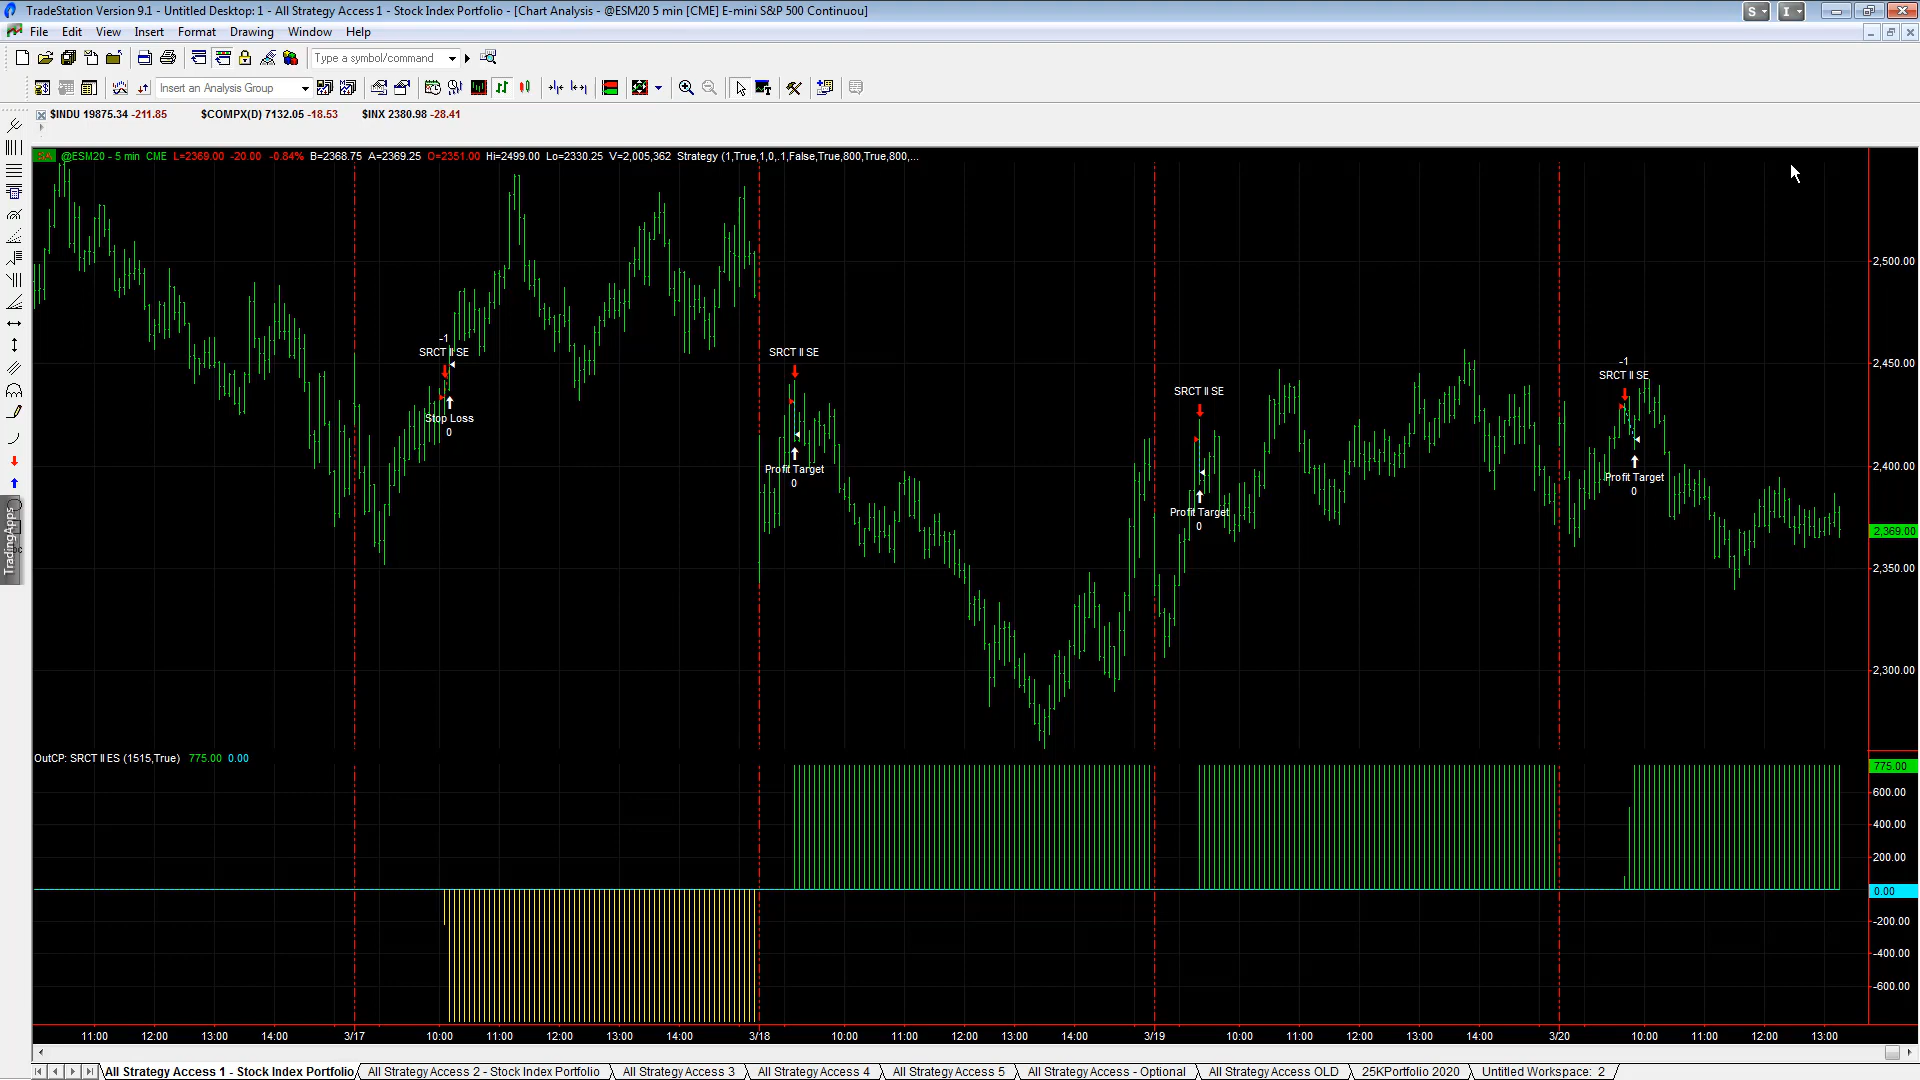 TradeStation Version 9.1 - Untitled Desktop: 1 - All Strategy Access 1 - Stock Index Portfolio - [Chart Analysis - @ESM20 5 min [CME] E-mini S&P 500 Continuou]
S I
File Edit View Insert Format Drawing Window Help
Type a symbol/command
Insert an Analysis Group
$INDU 19875.34 -211.85 $COMPX(D) 7132.05 -18.53 $INX 2380.98 -28.41
@ESM20 - 5 min CME L=2369.00 -20.00 -0.84% B=2368.75 A=2369.25 O=2351.00 Hi=2499.00 Lo=2330.25 V=2,005,362 Strategy (1,True,1,0,.1,False,True,800,True,800,...
2,500.00
2,450.00
2,400.00
2,369.00
2,350.00
2,300.00
-1
SRCT II SE
Stop Loss
0
SRCT II SE
Profit Target
0
SRCT II SE
Profit Target
0
-1
SRCT II SE
Profit Target
0
TradingApps
OutCP: SRCT II ES (1515,True) 775.00 0.00
775.00
600.00
400.00
200.00
0.00
-200.00
-400.00
-600.00
11:00 12:00 13:00 14:00 3/17 10:00 11:00 12:00 13:00 14:00 3/18 10:00 11:00 12:00 13:00 14:00 3/19 10:00 11:00 12:00 13:00 14:00 3/20 10:00 11:00 12:00 13:00
All Strategy Access 1 - Stock Index Portfolio All Strategy Access 2 - Stock Index Portfolio All Strategy Access 3 All Strategy Access 4 All Strategy Access 5 All Strategy Access - Optional All Strategy Access OLD 25KPortfolio 2020 Untitled Workspace: 2